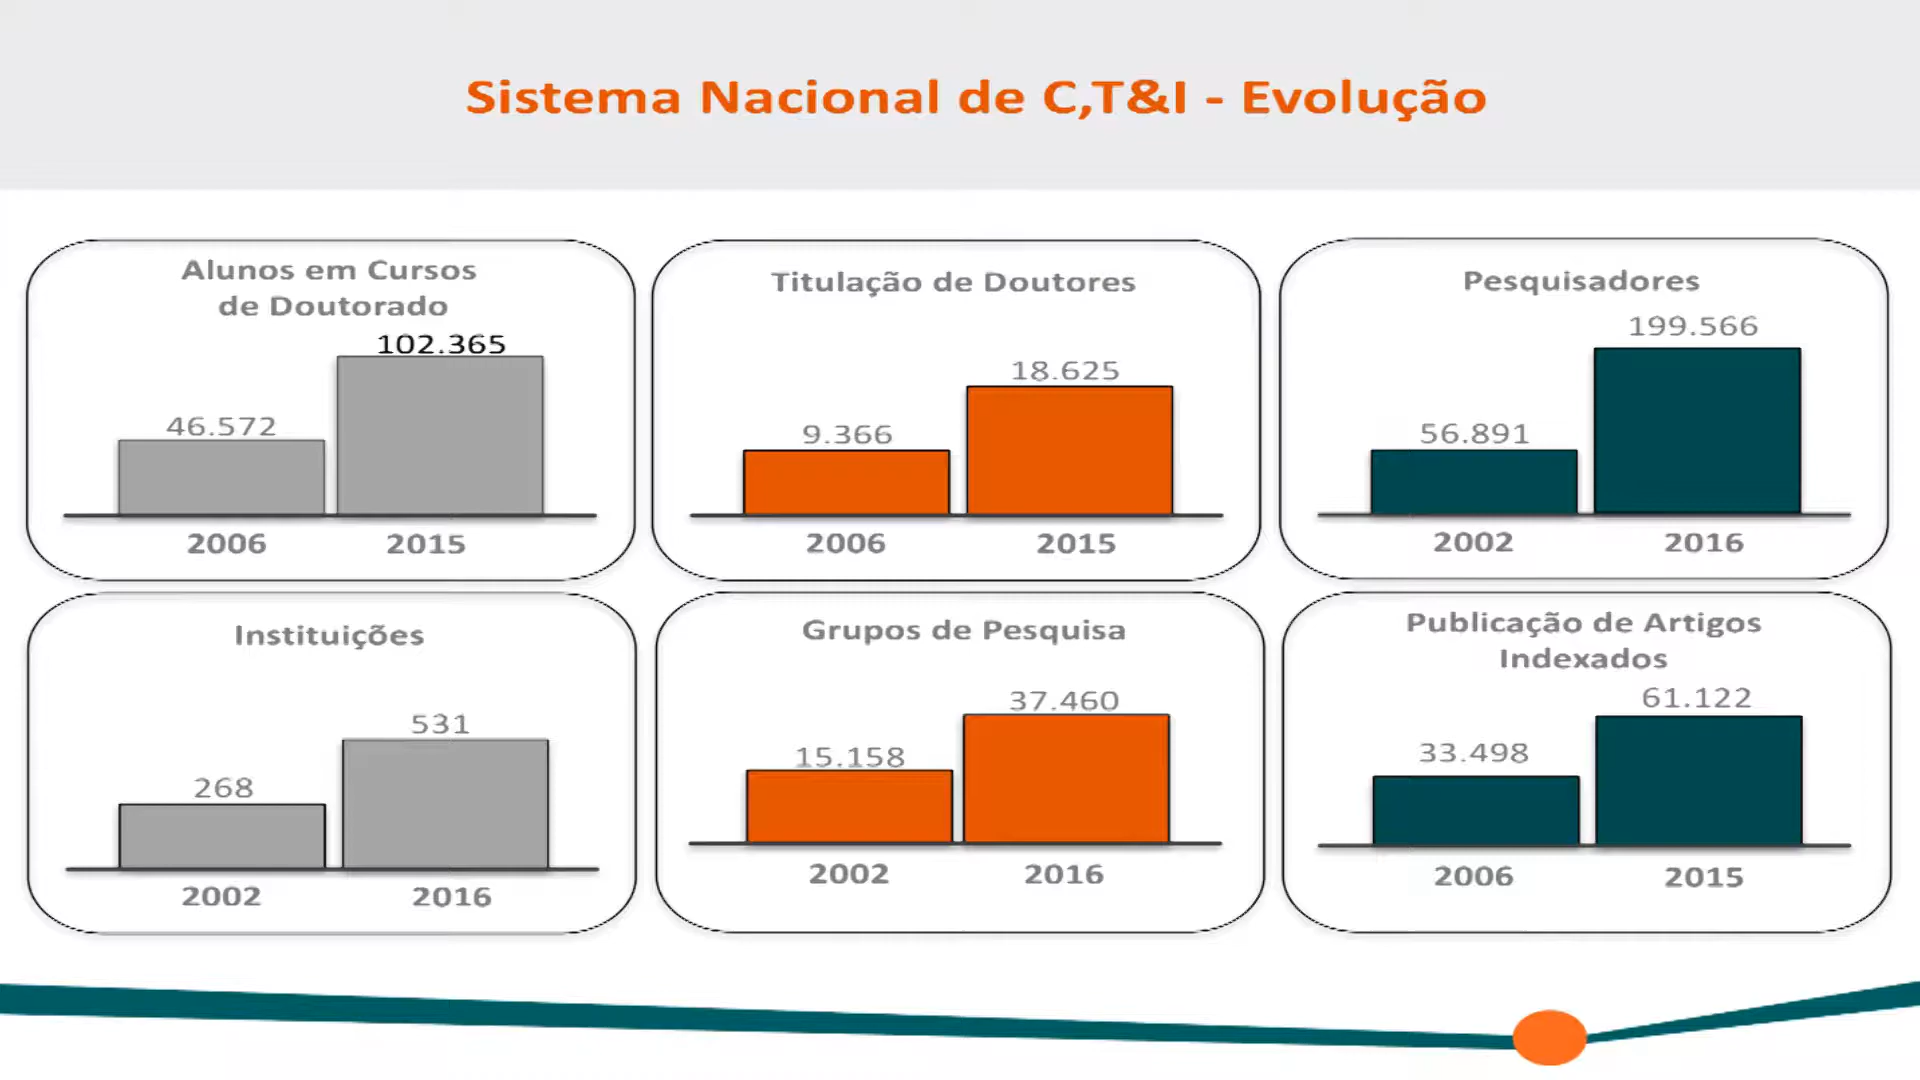 Sistema Nacional de C,T&I - Evolução
Alunos em Cursos
de Doutorado
102.365
46.572
2006 2015
Titulação de Doutores
18.625
9.366
2006 2015
Pesquisadores
199.566
56.891
2002 2016
Instituições
531
268
2002 2016
Grupos de Pesquisa
37.460
15.158
2002 2016
Publicação de Artigos
Indexados
61.122
33.498
2006 2015